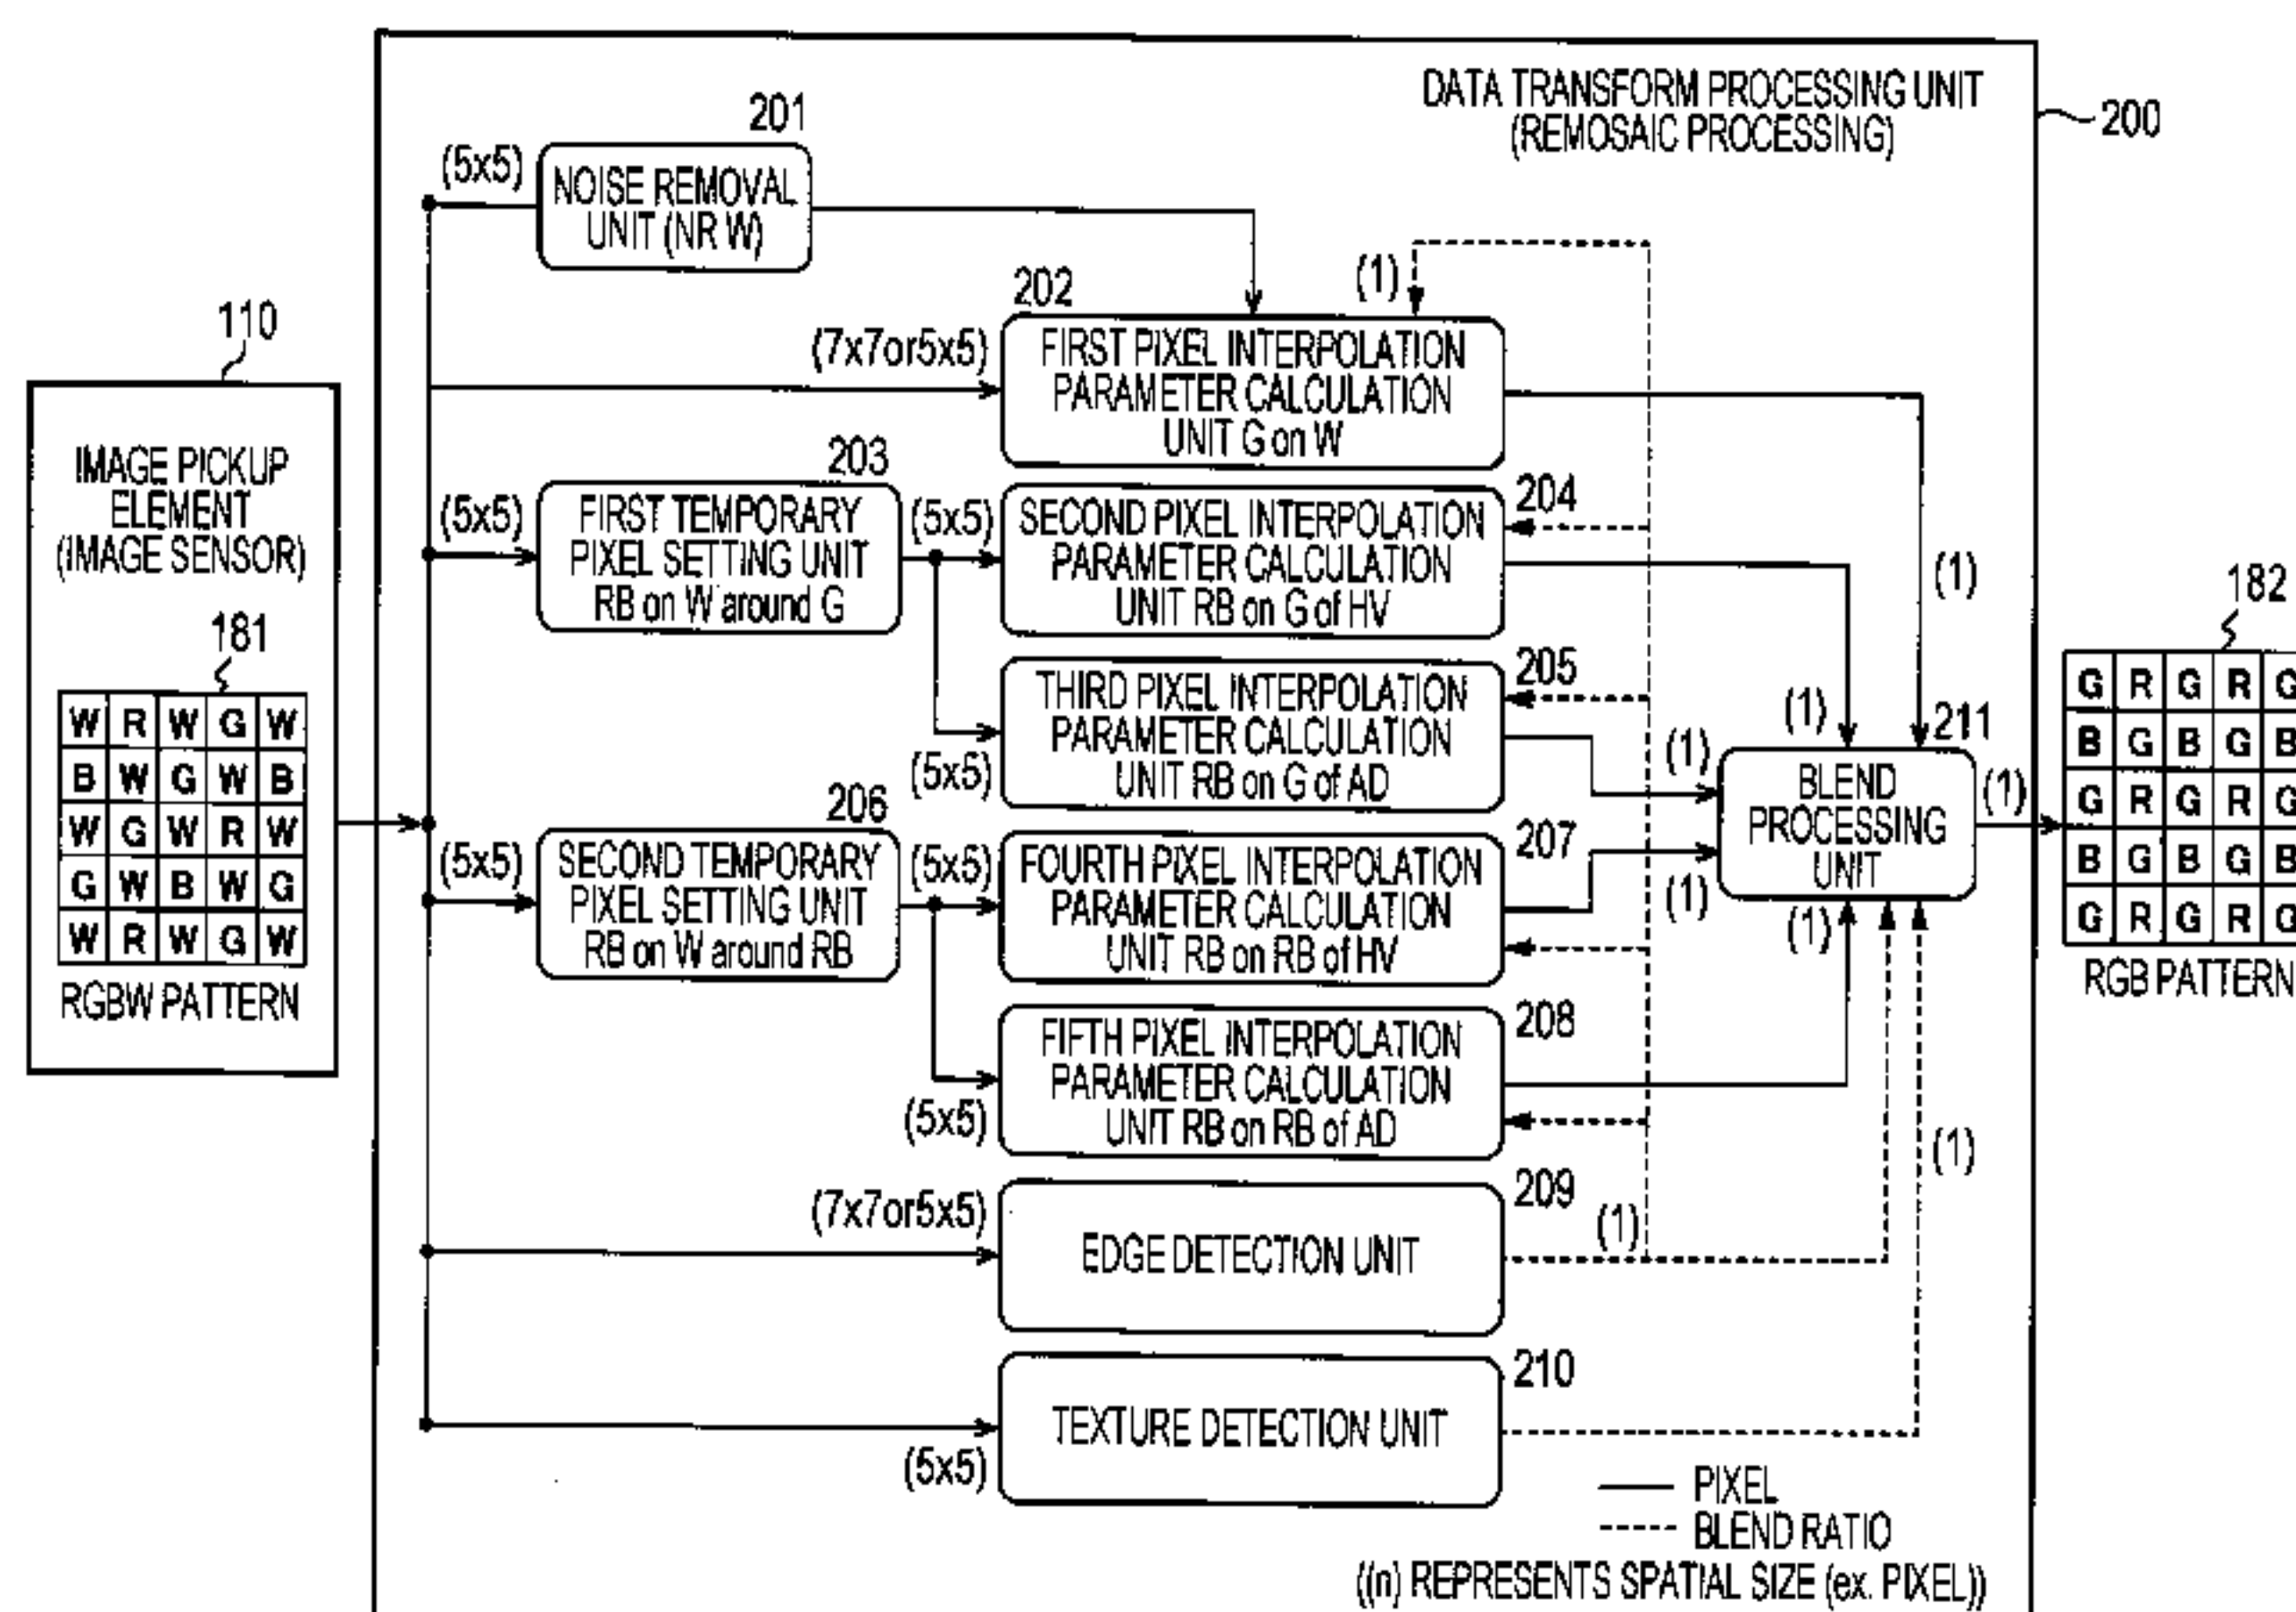 DATA TRANSFORM PROCESSING UNIT
(REMOSAIC PROCESSING)
200
201
(5x5)
NOISE REMOVAL
UNIT (NR W)
(1)
202
(7x7or5x5)
FIRST PIXEL INTERPOLATION
PARAMETER CALCULATION
UNIT G on W
110
IMAGE PICKUP
ELEMENT
(IMAGE SENSOR)
181
W R W G W
B W G W B
W G W R W
G W B W G
W R W G W
RGBW PATTERN
203
(5x5)
FIRST TEMPORARY
PIXEL SETTING UNIT
RB on W around G
(5x5)
204
SECOND PIXEL INTERPOLATION
PARAMETER CALCULATION
UNIT RB on G of HV
(1)
205
THIRD PIXEL INTERPOLATION
PARAMETER CALCULATION
UNIT RB on G of AD
(5x5)
(1)
(1)
206
(5x5)
SECOND TEMPORARY
PIXEL SETTING UNIT
RB on W around RB
(5x5)
207
FOURTH PIXEL INTERPOLATION
PARAMETER CALCULATION
UNIT RB on RB of HV
(1)
(1)
211
BLEND
PROCESSING
UNIT
(1)
182
G R G R G
B G B G B
G R G R G
B G B G B
G R G R G
RGB PATTERN
208
FIFTH PIXEL INTERPOLATION
PARAMETER CALCULATION
UNIT RB on RB of AD
(5x5)
(1)
209
(7x7or5x5)
EDGE DETECTION UNIT
(1)
210
TEXTURE DETECTION UNIT
(5x5)
PIXEL
BLEND RATIO
((n) REPRESENTS SPATIAL SIZE (ex. PIXEL))